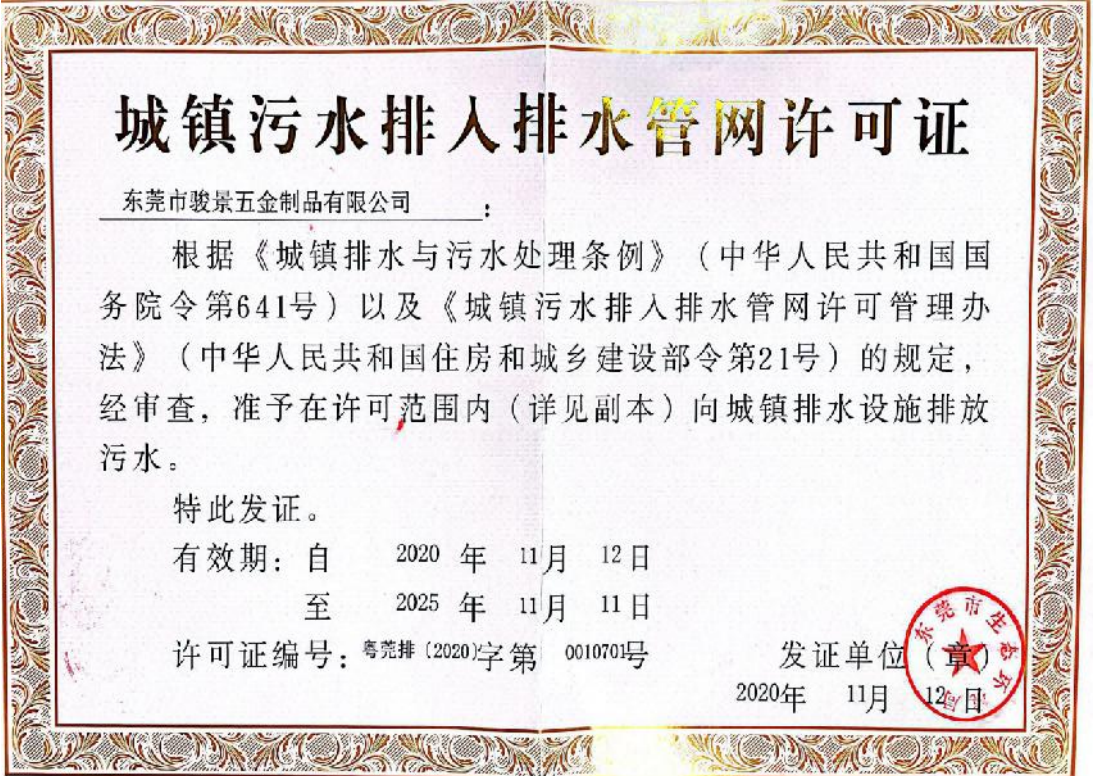 城镇污水排入排水管网许可证
东莞市骏景五金制品有限公司：
根据《城镇排水与污水处理条例》（中华人民共和国国
务院令第641号）以及《城镇污水排入排水管网许可管理办
法》（中华人民共和国住房和城乡建设部令第21号）的规定，
经审查，准予在许可范围内（详见副本）向城镇排水设施排放
污水。
特此发证。
有效期：自 2020 年 11月 12日
至 2025 年 11月 11日
许可证编号：粤莞排〔2020〕字第 0010701号
发证单位（章）
东莞市生态环境局
2020年 11月 12日